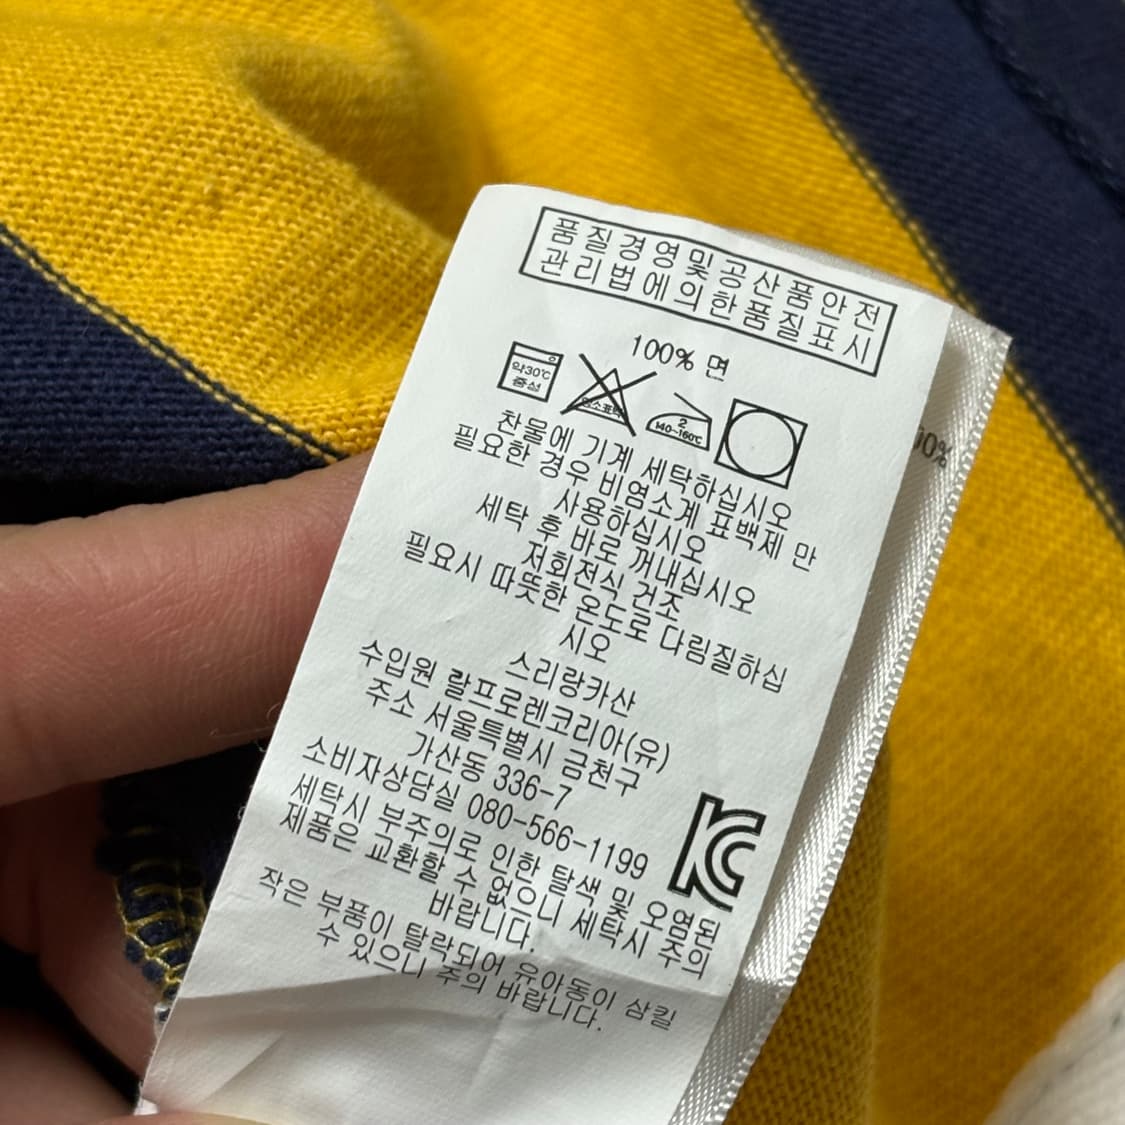 품질경영및공산품안전
관리법에의한품질표시
100% 면
약30℃
중성
염소표백
2
140~160℃
찬물에 기계 세탁하십시오
필요한 경우 비염소계 표백제 만
사용하십시오
세탁 후 바로 꺼내십시오
저회전식 건조
필요시 따뜻한 온도로 다림질하십
시오
스리랑카산
수입원 랄프로렌코리아(유)
주소 서울특별시 금천구
가산동 336-7
소비자상담실 080-566-1199
세탁시 부주의로 인한 탈색 및 오염된
제품은 교환할 수 없으니 세탁시 주의
바랍니다.
작은 부품이 탈락되어 유아동이 삼킬
수 있으니 주의 바랍니다.